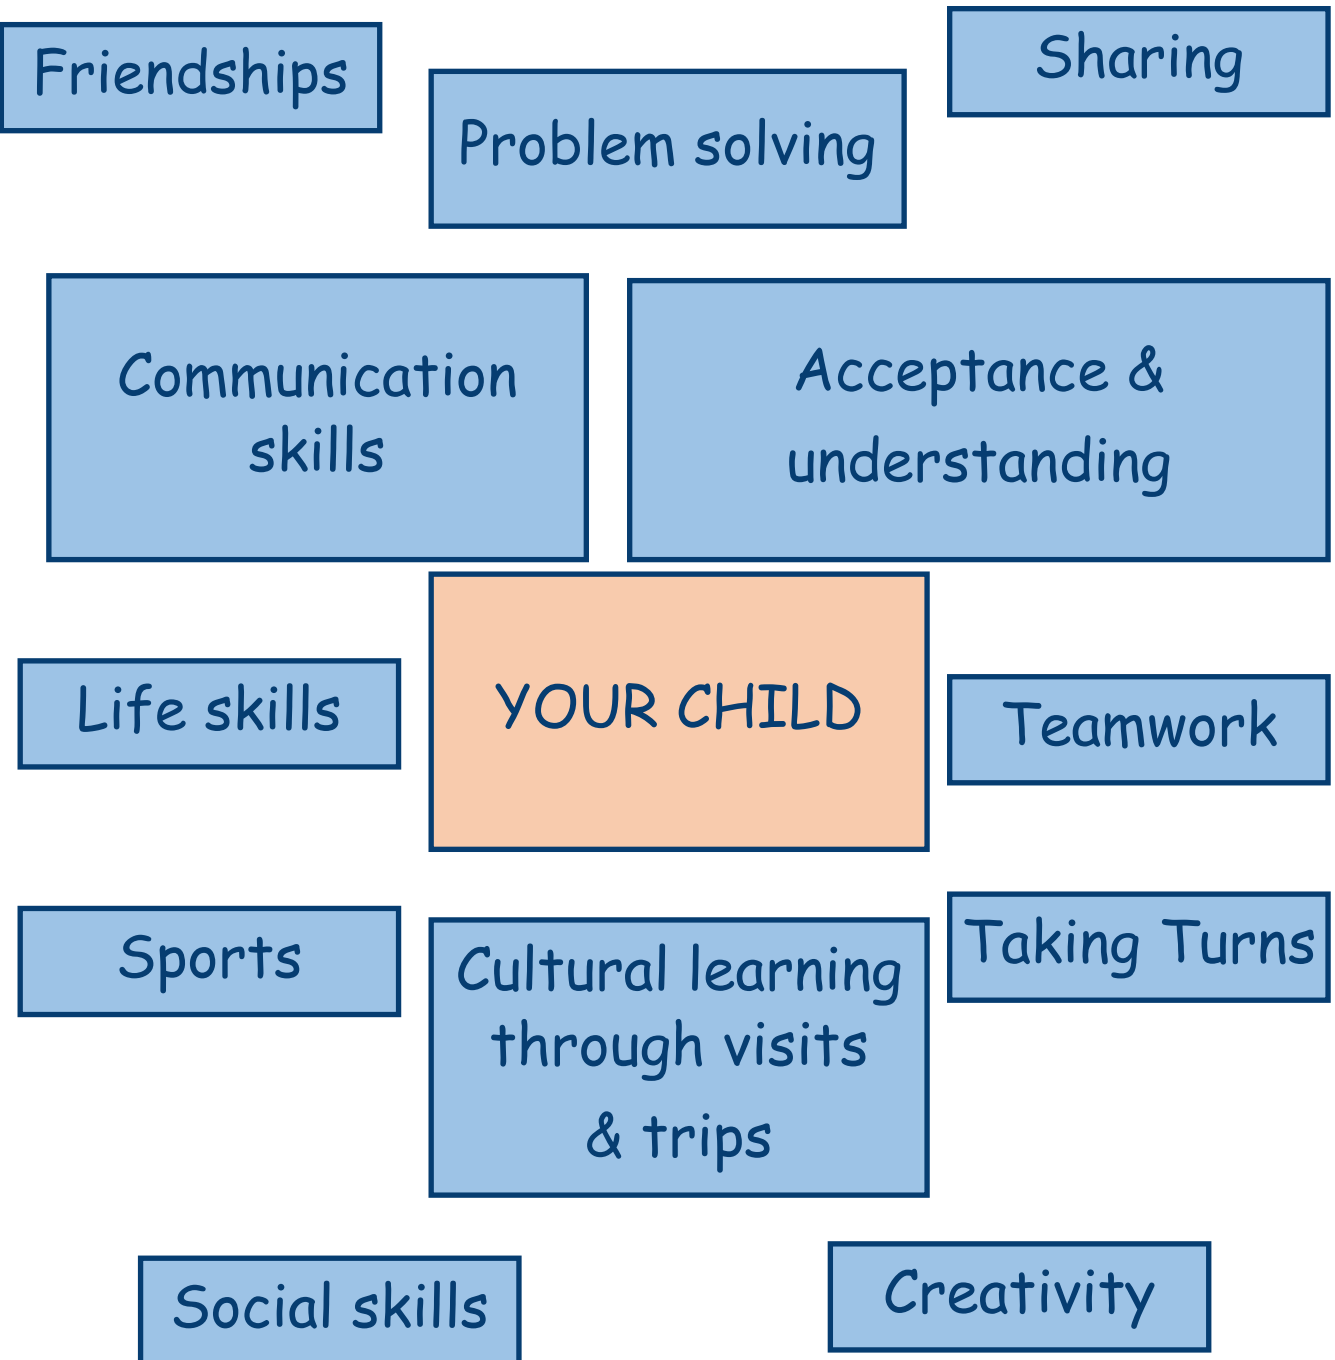 Friendships
Sharing
Problem solving
Communication
skills
Acceptance &
understanding
YOUR CHILD
Life skills
Teamwork
Sports
Cultural learning
through visits
& trips
Taking Turns
Social skills
Creativity